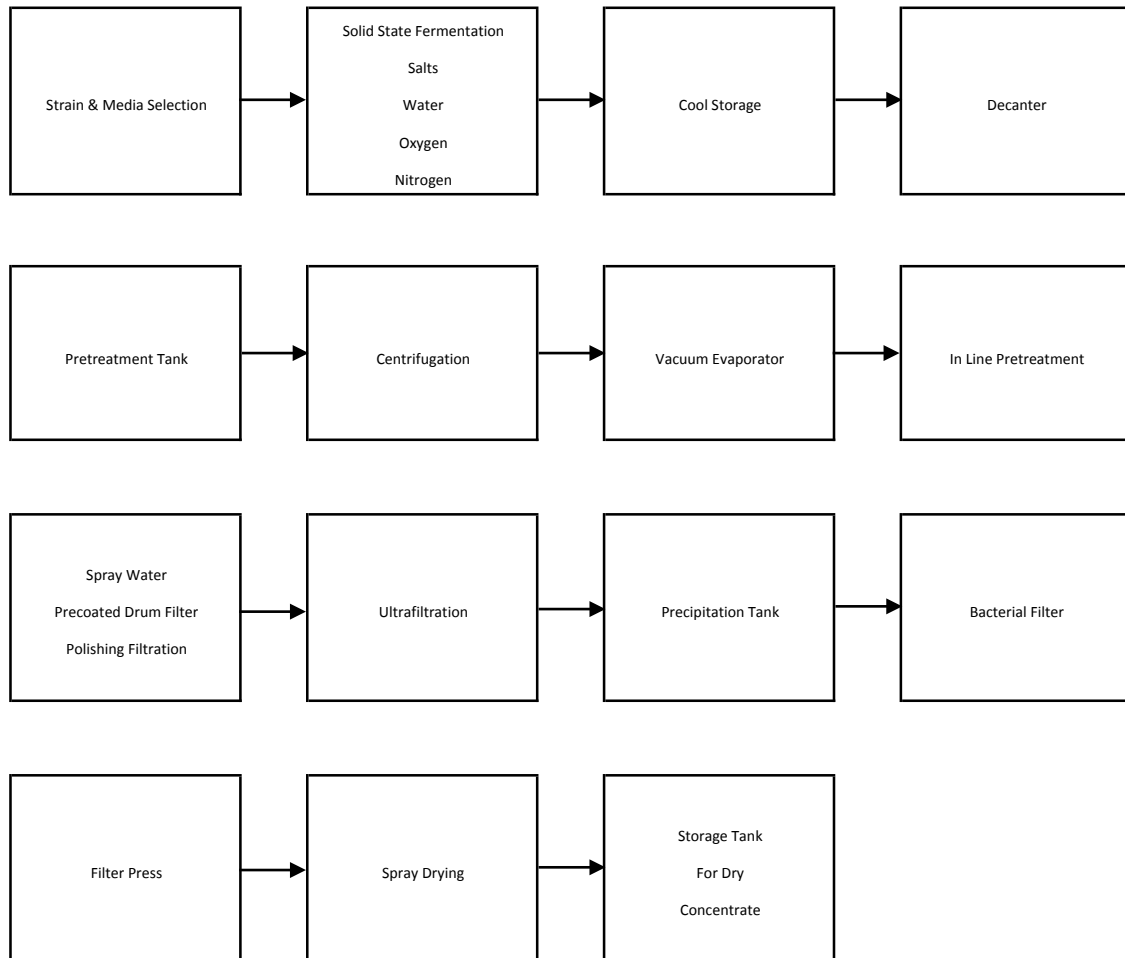 Strain & Media Selection
Solid State Fermentation
Salts
Water
Oxygen
Nitrogen
Cool Storage
Decanter
Pretreatment Tank
Centrifugation
Vacuum Evaporator
In Line Pretreatment
Spray Water
Precoated Drum Filter
Polishing Filtration
Ultrafiltration
Precipitation Tank
Bacterial Filter
Filter Press
Spray Drying
Storage Tank
For Dry
Concentrate